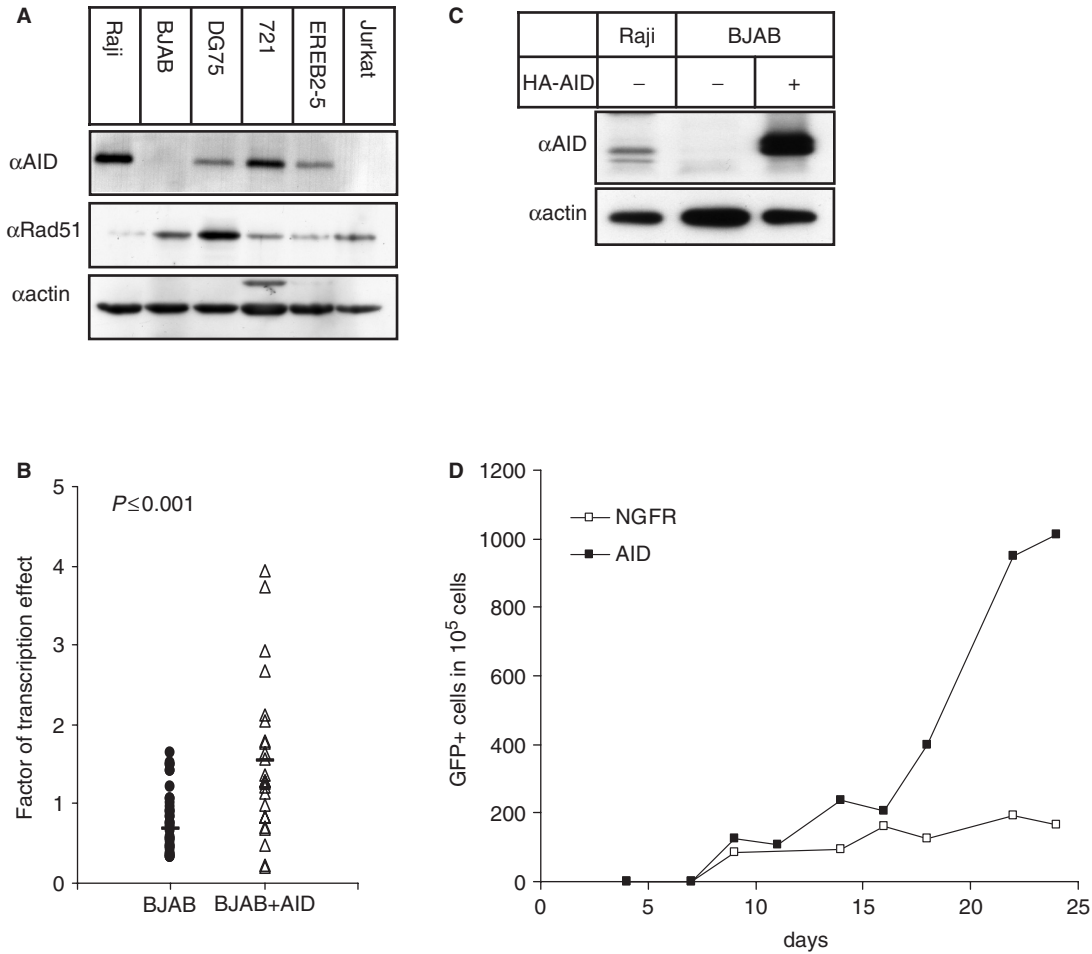 A
Raji
BJAB
DG75
721
EREB2-5
Jurkat
αAID
αRad51
αactin
C
Raji
BJAB
HA-AID
−
−
+
αAID
αactin
B
P≤0.001
Factor of transcription effect
5
4
3
2
1
0
BJAB
BJAB+AID
D
NGFR
AID
GFP+ cells in 10⁵ cells
1200
1000
800
600
400
200
0
0
5
10
15
20
25
days